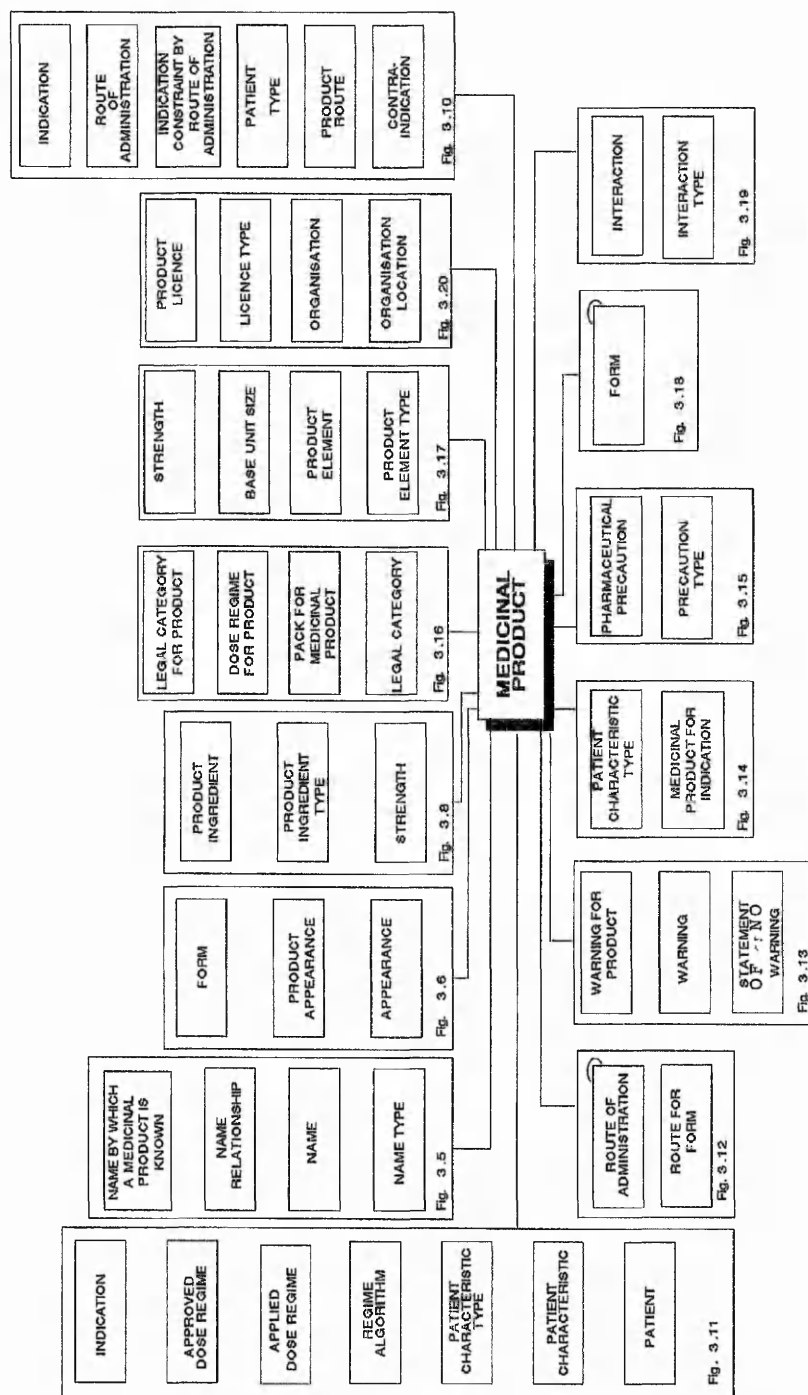 INDICATION
APPROVED
DOSE REGIME
APPLIED
DOSE REGIME
REGIME
ALGORITHM
PATIENT
CHARACTERISTIC
TYPE
PATIENT
CHARACTERISTIC
PATIENT
Fig. 3.11
NAME BY WHICH
A MEDICINAL
PRODUCT IS
KNOWN
NAME
RELATIONSHIP
NAME
NAME TYPE
Fig. 3.5
FORM
PRODUCT
APPEARANCE
APPEARANCE
Fig. 3.6
PRODUCT
INGREDIENT
PRODUCT
INGREDIENT
TYPE
STRENGTH
Fig. 3.8
LEGAL CATEGORY
FOR PRODUCT
DOSE REGIME
FOR PRODUCT
PACK FOR
MEDICINAL
PRODUCT
LEGAL CATEGORY
Fig. 3.16
STRENGTH
BASE UNIT SIZE
PRODUCT
ELEMENT
PRODUCT
ELEMENT TYPE
Fig. 3.17
PRODUCT
LICENCE
LICENCE TYPE
ORGANISATION
ORGANISATION
LOCATION
Fig. 3.20
INDICATION
ROUTE
OF
ADMINISTRATION
INDICATION
CONSTRAINT BY
ROUTE OF
ADMINISTRATION
PATIENT
TYPE
PRODUCT
ROUTE
CONTRA-
INDICATION
Fig. 3.10
MEDICINAL
PRODUCT
ROUTE OF
ADMINISTRATION
ROUTE FOR
FORM
Fig. 3.12
WARNING FOR
PRODUCT
WARNING
STATEMENT
OF NO
WARNING
Fig. 3.13
PATIENT
CHARACTERISTIC
TYPE
MEDICINAL
PRODUCT FOR
INDICATION
Fig. 3.14
PHARMACEUTICAL
PRECAUTION
PRECAUTION
TYPE
Fig. 3.15
FORM
Fig. 3.18
INTERACTION
INTERACTION
TYPE
Fig. 3.19